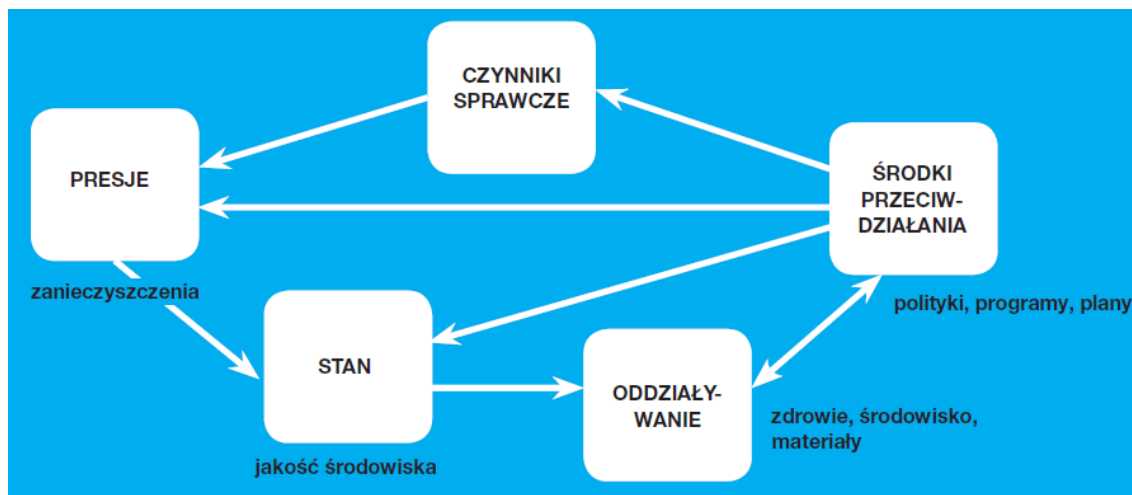 CZYNNIKI
SPRAWCZE
PRESJE
ŚRODKI
PRZECIW-
DZIAŁANIA
zanieczyszczenia
polityki, programy, plany
STAN
ODDZIAŁY-
WANIE
zdrowie, środowisko,
materiały
jakość środowiska